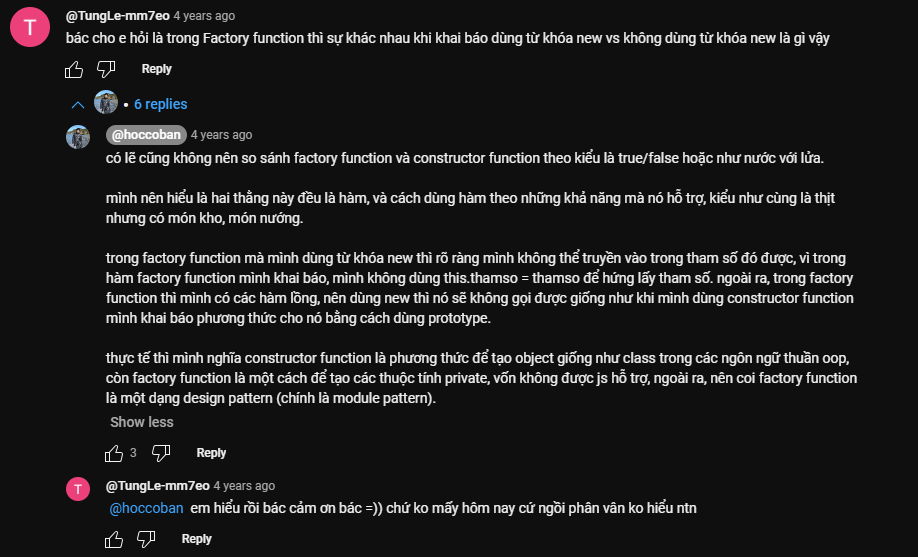 T
@TungLe-mm7eo 4 years ago
bác cho e hỏi là trong Factory function thì sự khác nhau khi khai báo dùng từ khóa new vs không dùng từ khóa new là gì vậy
Reply
• 6 replies
@hoccoban 4 years ago
có lẽ cũng không nên so sánh factory function và constructor function theo kiểu là true/false hoặc như nước với lửa.
mình nên hiểu là hai thằng này đều là hàm, và cách dùng hàm theo những khả năng mà nó hỗ trợ, kiểu như cùng là thịt
nhưng có món kho, món nướng.
trong factory function mà mình dùng từ khóa new thì rõ ràng mình không thể truyền vào trong tham số đó được, vì trong
hàm factory function mình khai báo, mình không dùng this.thamso = thamso để hứng lấy tham số. ngoài ra, trong factory
function thì mình có các hàm lồng, nên dùng new thì nó sẽ không gọi được giống như khi mình dùng constructor function
mình khai báo phương thức cho nó bằng cách dùng prototype.
thực tế thì mình nghĩa constructor function là phương thức để tạo object giống như class trong các ngôn ngữ thuần oop,
còn factory function là một cách để tạo các thuộc tính private, vốn không được js hỗ trợ, ngoài ra, nên coi factory function
là một dạng design pattern (chính là module pattern).
Show less
3 Reply
T
@TungLe-mm7eo 4 years ago
@hoccoban em hiểu rồi bác cảm ơn bác =)) chứ ko mấy hôm nay cứ ngồi phân vân ko hiểu ntn
Reply